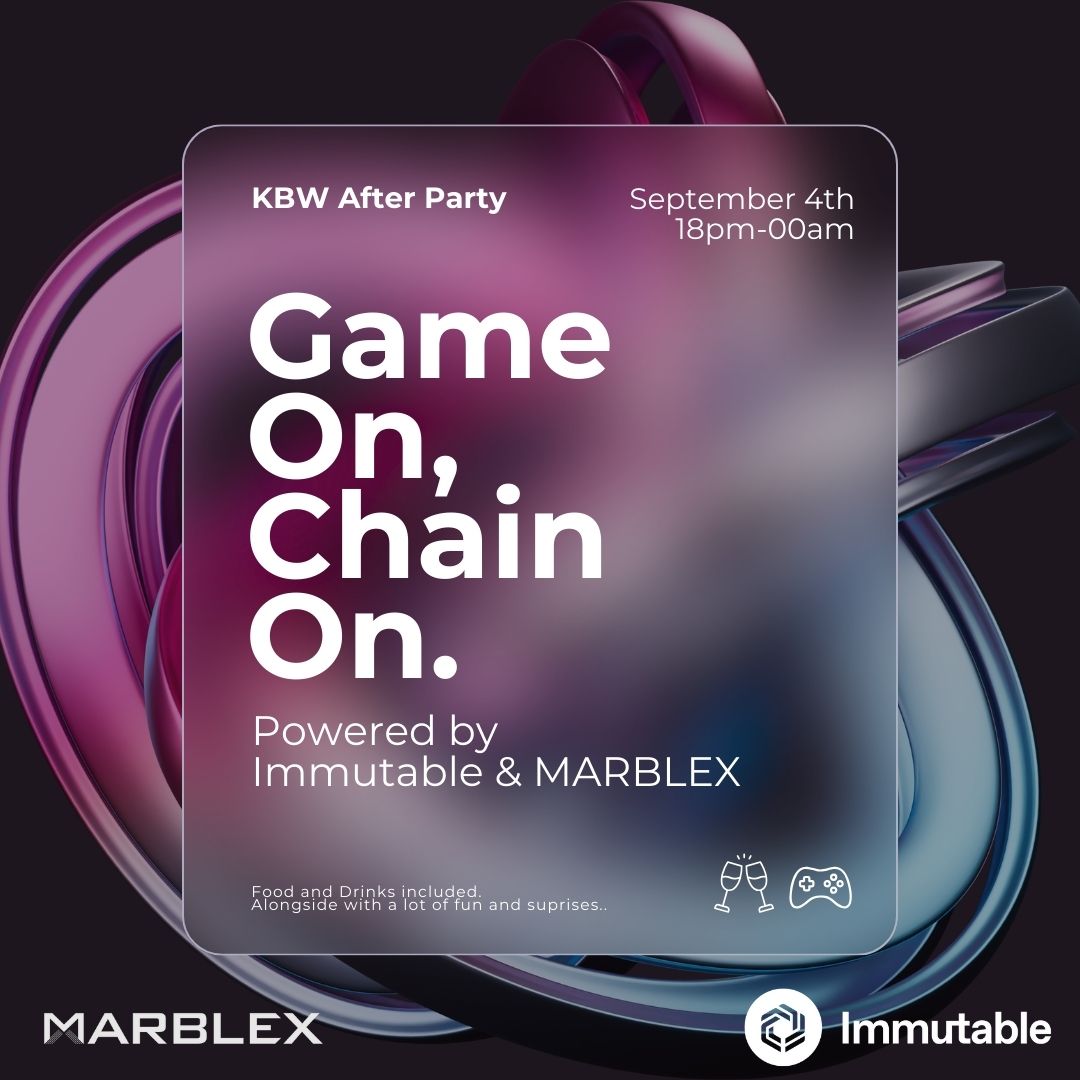 KBW After Party
September 4th
18pm-00am
Game
On,
Chain
On.
Powered by
Immutable & MARBLEX
Food and Drinks included.
Alongside with a lot of fun and suprises..
MARBLEX
Immutable